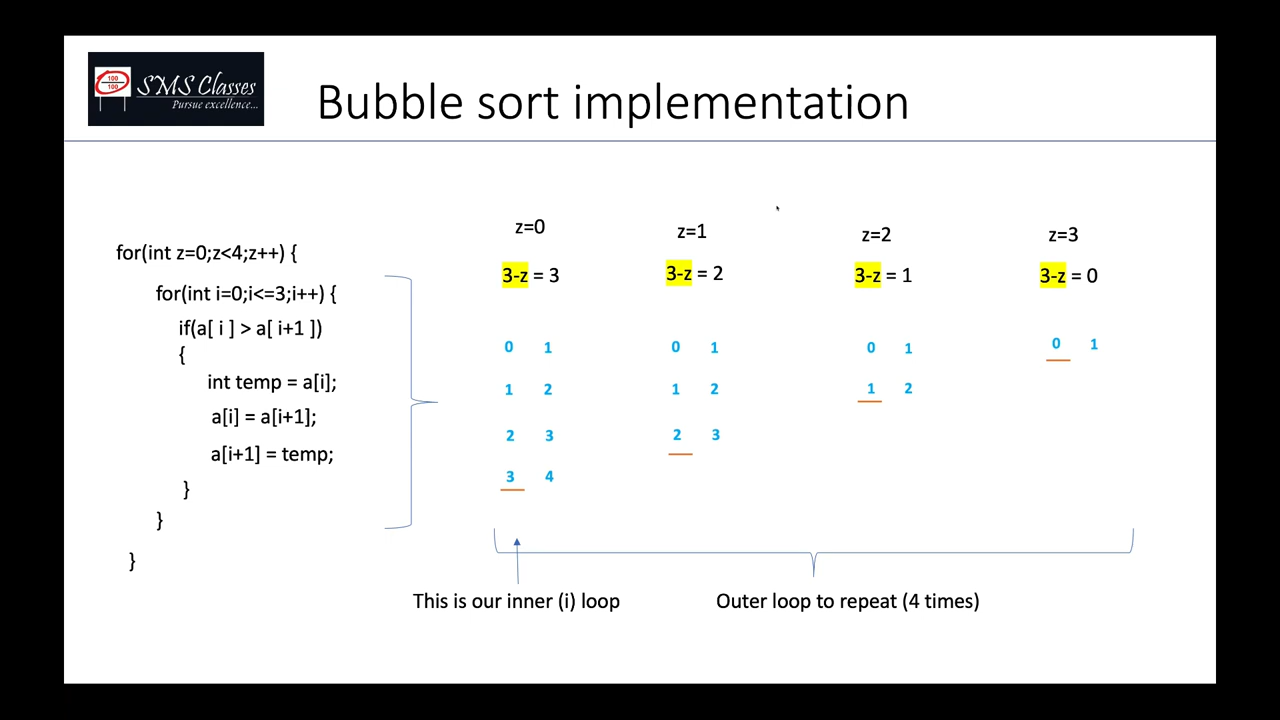 100
100
SMS Classes
Pursue excellence...
Bubble sort implementation
for(int z=0;z<4;z++) {
for(int i=0;i<=3;i++) {
if(a[ i ] > a[ i+1 ])
{
int temp = a[i];
a[i] = a[i+1];
a[i+1] = temp;
}
}
}
z=0
3-z = 3
0 1
1 2
2 3
3 4
z=1
3-z = 2
0 1
1 2
2 3
z=2
3-z = 1
0 1
1 2
z=3
3-z = 0
0 1
This is our inner (i) loop
Outer loop to repeat (4 times)